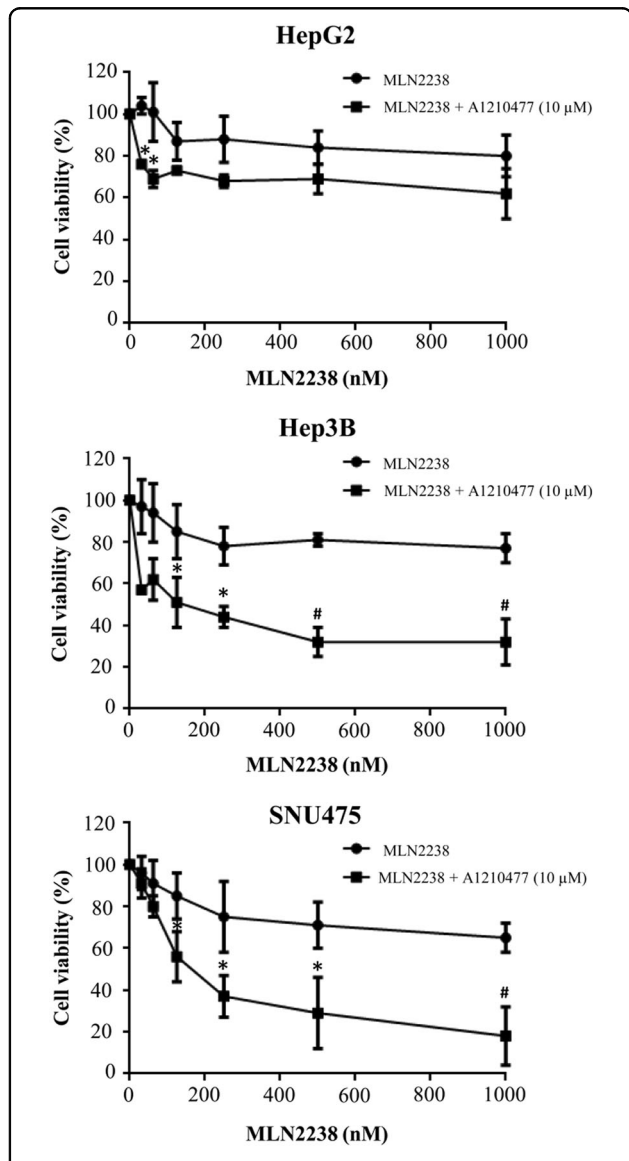 HepG2
120
100
80
60
40
20
0
Cell viability (%)
MLN2238
MLN2238 + A1210477 (10 µM)
* *
0 200 400 600 800 1000
MLN2238 (nM)
Hep3B
120
100
80
60
40
20
0
Cell viability (%)
MLN2238
MLN2238 + A1210477 (10 µM)
* * # #
0 200 400 600 800 1000
MLN2238 (nM)
SNU475
120
100
80
60
40
20
0
Cell viability (%)
MLN2238
MLN2238 + A1210477 (10 µM)
* * * #
0 200 400 600 800 1000
MLN2238 (nM)